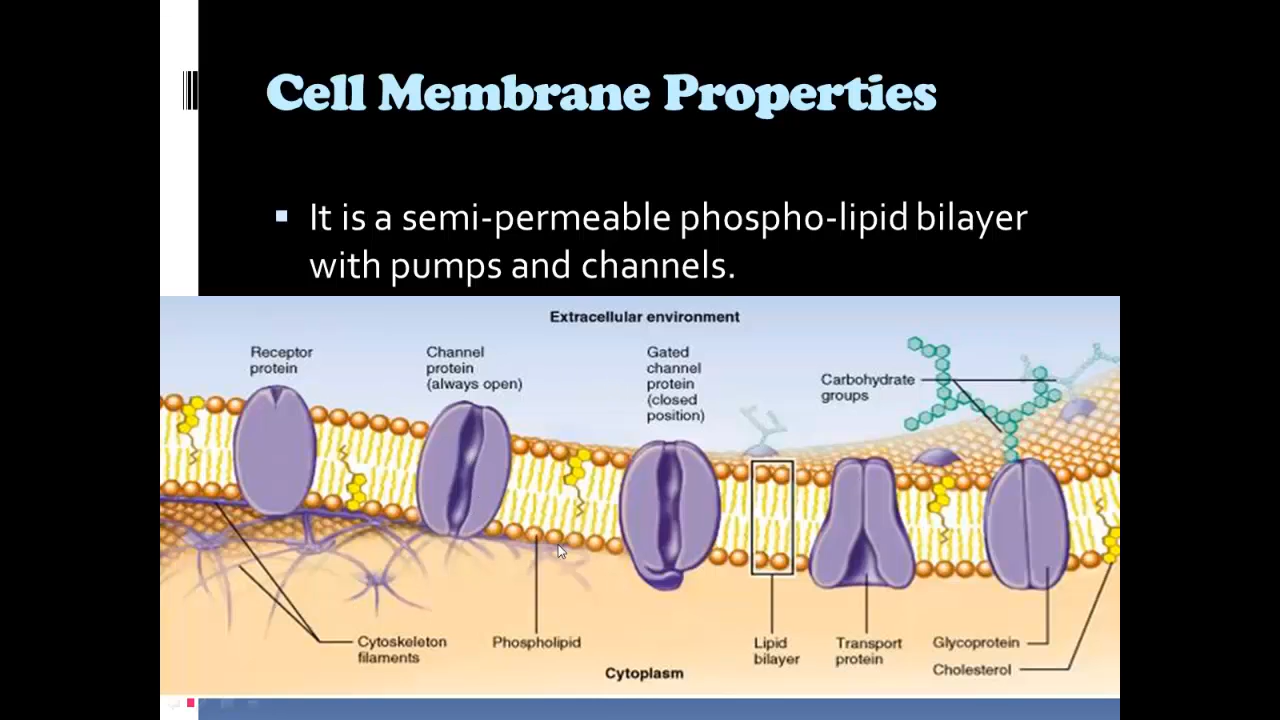 Cell Membrane Properties
▪ It is a semi-permeable phospho-lipid bilayer
with pumps and channels.
Extracellular environment
Receptor
protein
Channel
protein
(always open)
Gated
channel
protein
(closed
position)
Carbohydrate
groups
Cytoskeleton
filaments
Phospholipid
Lipid
bilayer
Transport
protein
Glycoprotein
Cholesterol
Cytoplasm